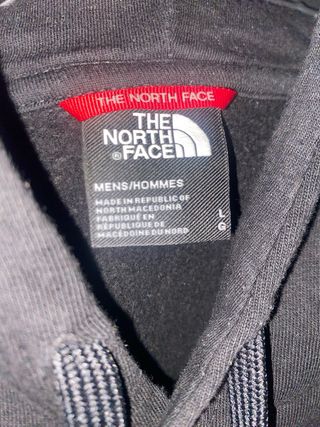 THE NORTH FACE
THE
NORTH
®FACE
MENS/HOMMES
MADE IN REPUBLIC OF
NORTH MACEDONIA
FABRIQUÉ EN
RÉPUBLIQUE DE
MACÉDOINE DU NORD
L
G